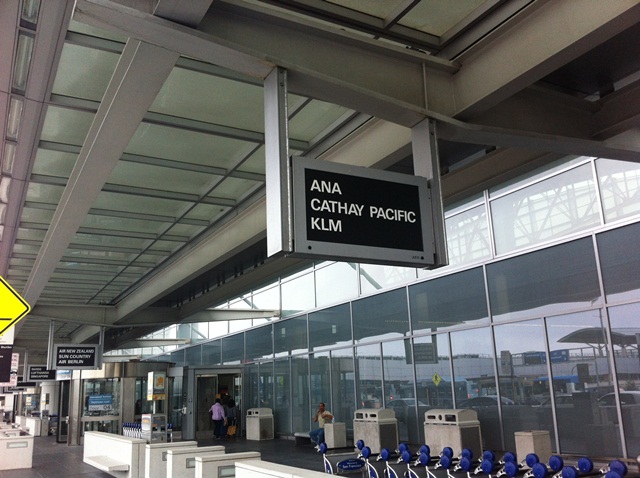 ANA
CATHAY PACIFIC
KLM
AIR NEW ZEALAND
SUN COUNTRY
AIR BERLIN